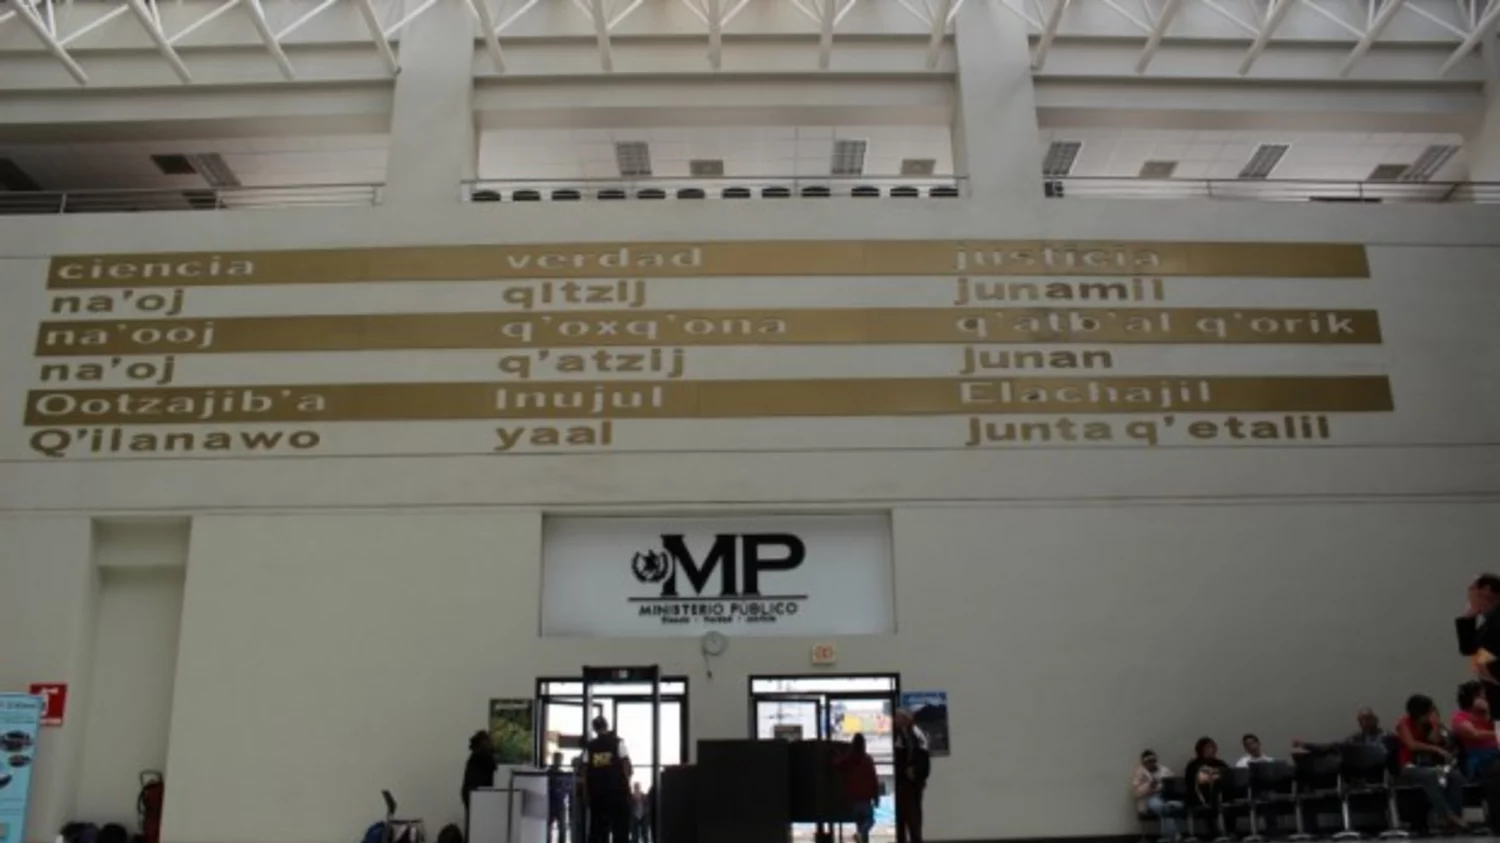 ciencia verdad justicia
na'oj qitzij junamil
na'ooj q'oxq'ona q'atb'al q'orik
na'oj q'atzij junan
Ootzajib'a Inujul Elachajil
Q'ilanawo yaal junta q'etalil
MP
MINISTERIO PÚBLICO